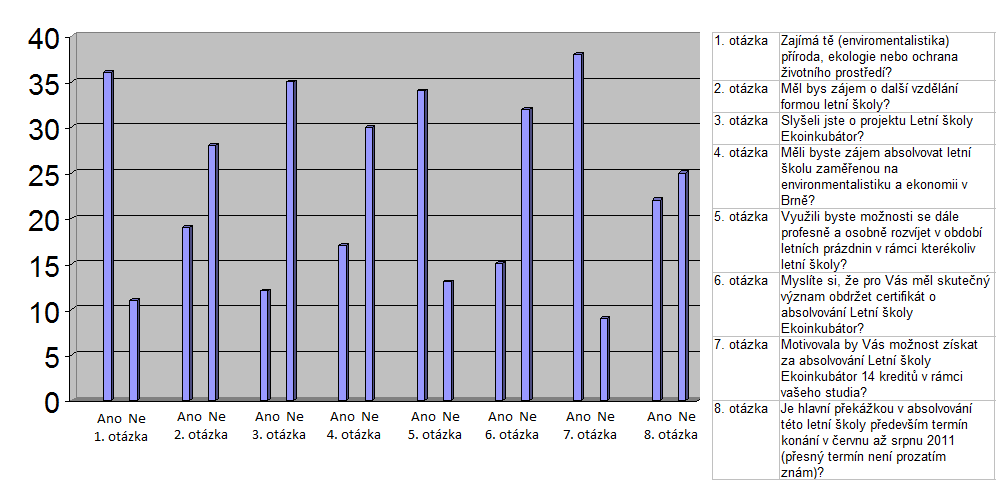 40
35
30
25
20
15
10
5
0
Ano Ne Ano Ne Ano Ne Ano Ne Ano Ne Ano Ne Ano Ne Ano Ne
1. otázka 2. otázka 3. otázka 4. otázka 5. otázka 6. otázka 7. otázka 8. otázka
1. otázka Zajímá tě (enviromentalistika)
příroda, ekologie nebo ochrana
životního prostředí?
2. otázka Měl bys zájem o další vzdělání
formou letní školy?
3. otázka Slyšeli jste o projektu Letní školy
Ekoinkubátor?
4. otázka Měli byste zájem absolvovat letní
školu zaměřenou na
environmentalistiku a ekonomii v
Brně?
5. otázka Využili byste možnosti se dále
profesně a osobně rozvíjet v období
letních prázdnin v rámci kterékoliv
letní školy?
6. otázka Myslíte si, že pro Vás měl skutečný
význam obdržet certifikát o
absolvování Letní školy
Ekoinkubátor?
7. otázka Motivovala by Vás možnost získat
za absolvování Letní školy
Ekoinkubátor 14 kreditů v rámci
vašeho studia?
8. otázka Je hlavní překážkou v absolvování
této letní školy především termín
konání v červnu až srpnu 2011
(přesný termín není prozatím
znám)?